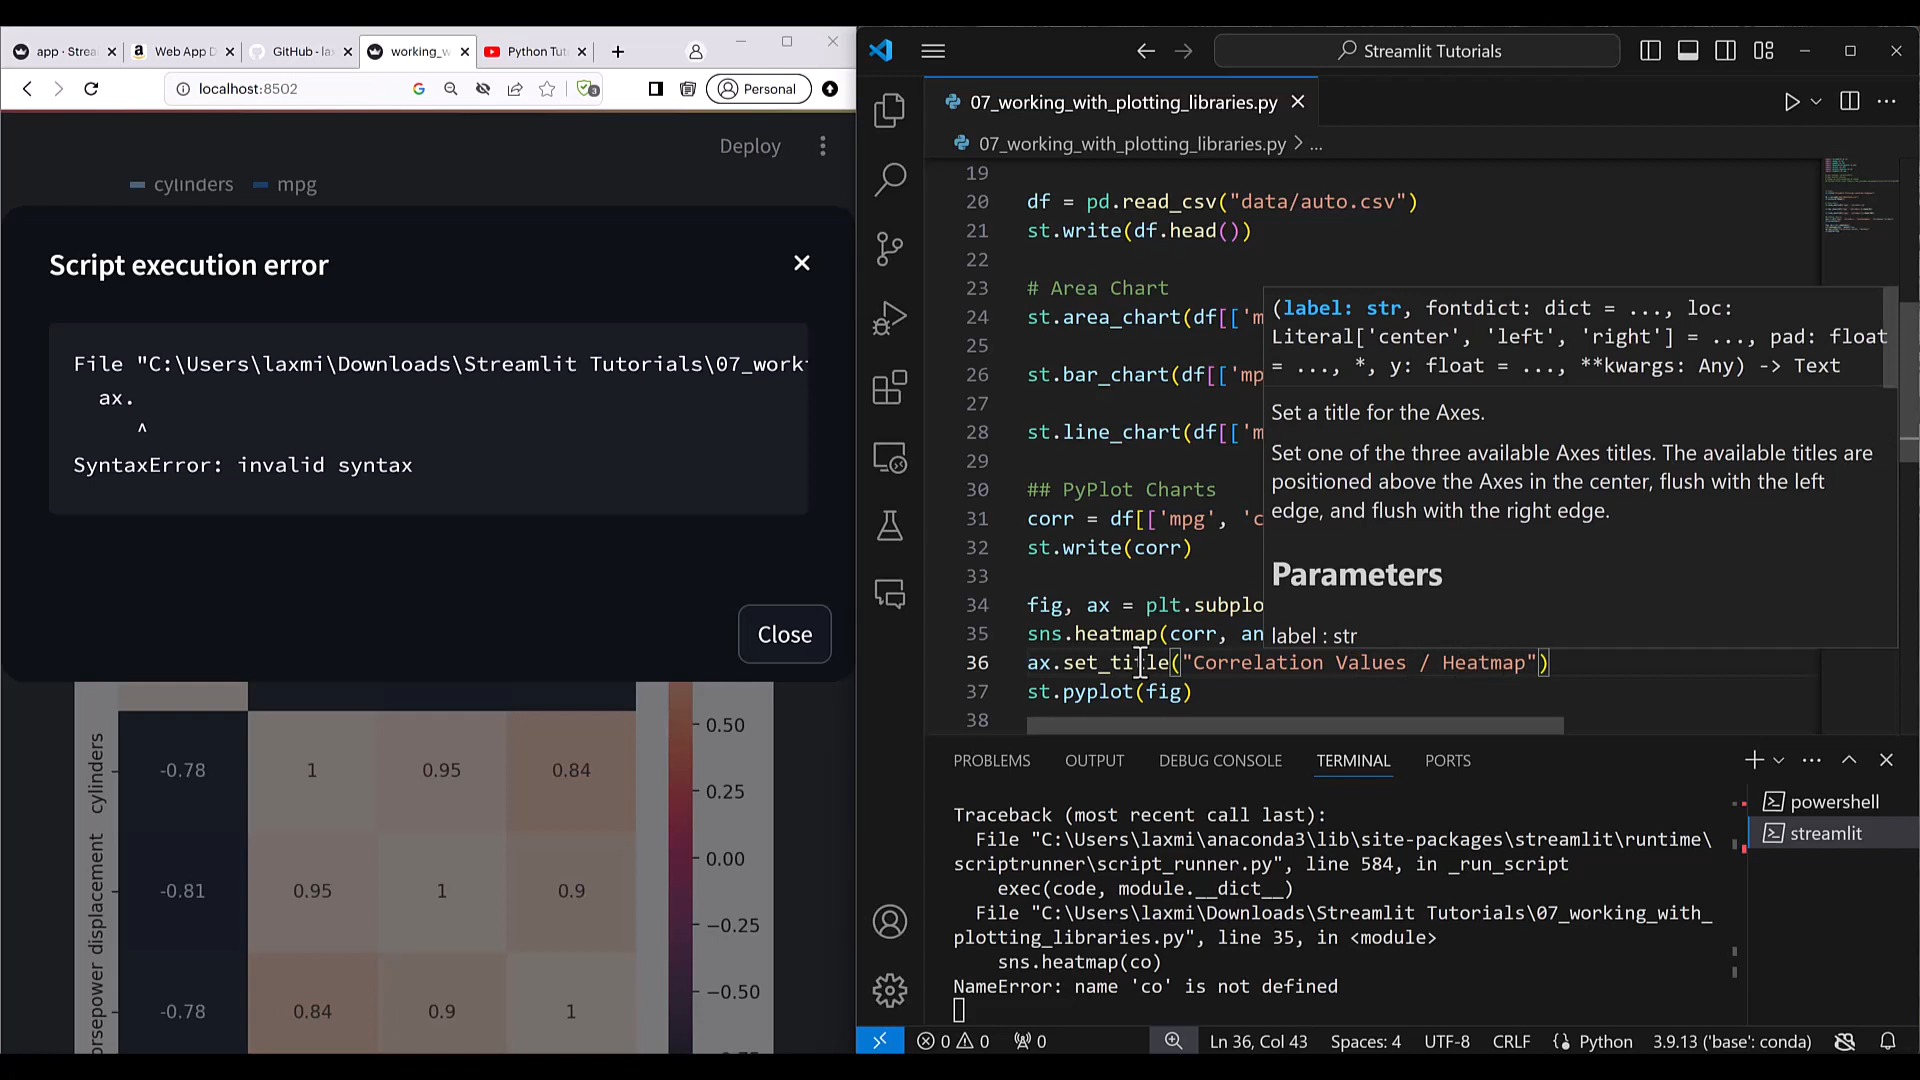 app · Strea
Web App D
GitHub - la
working_w
Python Tut
localhost:8502
3
Personal
Deploy
cylinders
mpg
Script execution error
File "C:\Users\laxmi\Downloads\Streamlit Tutorials\07_work
ax.
^
SyntaxError: invalid syntax
Close
cylinders
displacement
orsepower
-0.78 1 0.95 0.84
-0.81 0.95 1 0.9
-0.78 0.84 0.9 1
0.50
0.25
0.00
−0.25
−0.50
Streamlit Tutorials
07_working_with_plotting_libraries.py
07_working_with_plotting_libraries.py > ...
19
20 df = pd.read_csv("data/auto.csv")
21 st.write(df.head())
22
23 # Area Chart
24 st.area_chart(df[['m
25
26 st.bar_chart(df[['mp
27
28 st.line_chart(df[['m
29
30 ## PyPlot Charts
31 corr = df[['mpg', 'c
32 st.write(corr)
33
34 fig, ax = plt.subplo
35 sns.heatmap(corr, an
36 ax.set_title("Correlation Values / Heatmap")
37 st.pyplot(fig)
38
(label: str, fontdict: dict = ..., loc:
Literal['center', 'left', 'right'] = ..., pad: float
= ..., *, y: float = ..., **kwargs: Any) -> Text
Set a title for the Axes.
Set one of the three available Axes titles. The available titles are
positioned above the Axes in the center, flush with the left
edge, and flush with the right edge.
Parameters
label : str
PROBLEMS OUTPUT DEBUG CONSOLE TERMINAL PORTS
Traceback (most recent call last):
File "C:\Users\laxmi\anaconda3\lib\site-packages\streamlit\runtime\
scriptrunner\script_runner.py", line 584, in _run_script
exec(code, module.__dict__)
File "C:\Users\laxmi\Downloads\Streamlit Tutorials\07_working_with_
plotting_libraries.py", line 35, in <module>
sns.heatmap(co)
NameError: name 'co' is not defined
powershell
streamlit
0 0 0 Ln 36, Col 43 Spaces: 4 UTF-8 CRLF Python 3.9.13 ('base': conda)